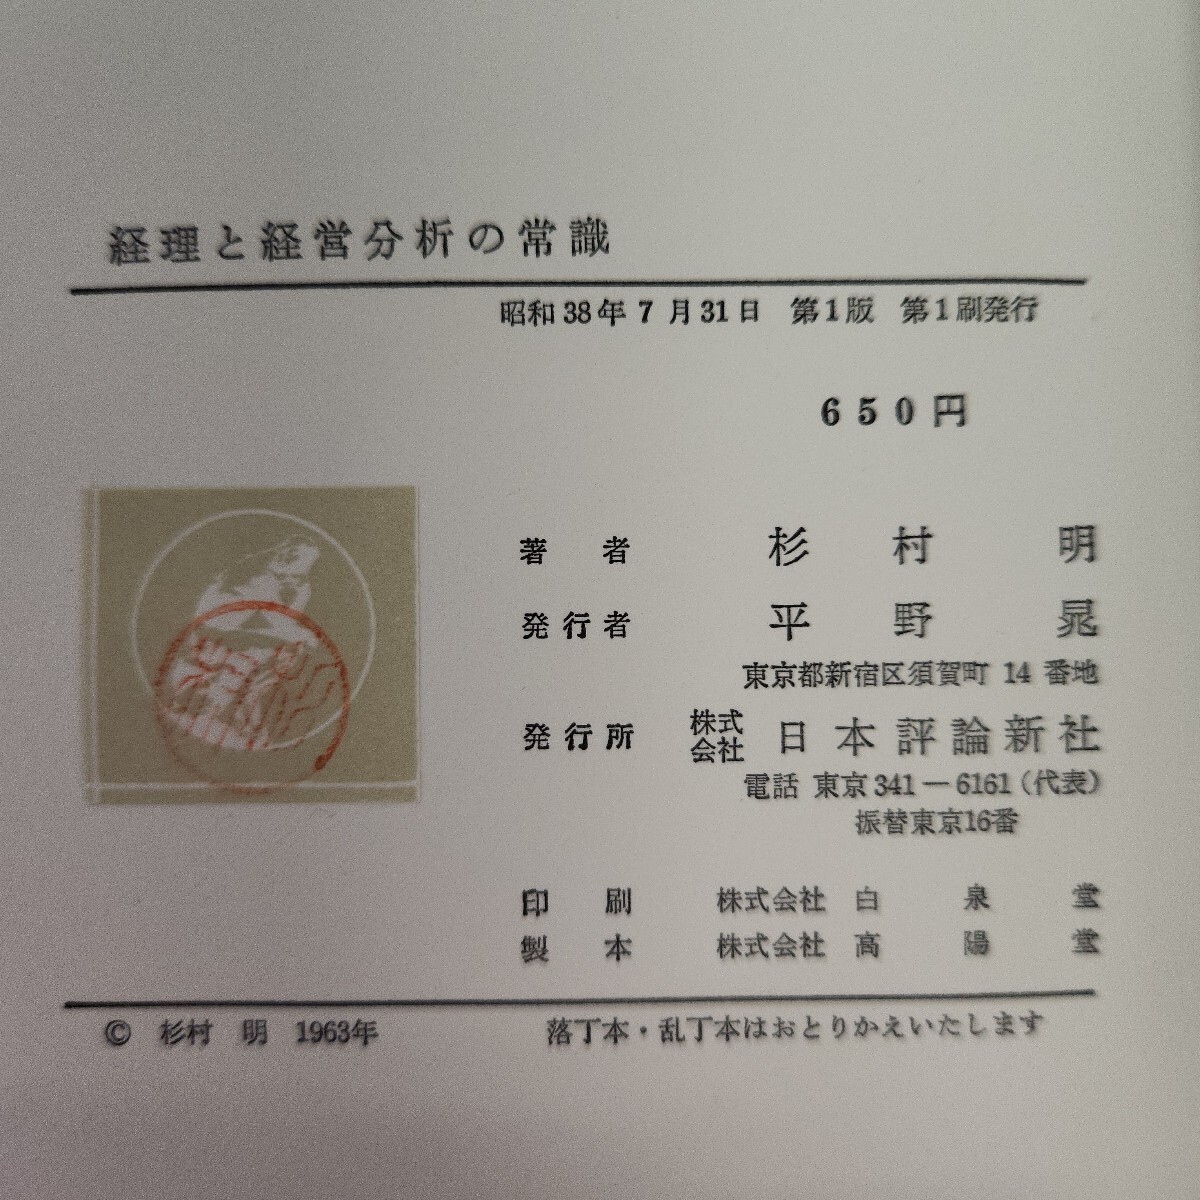 経理と経営分析の常識
昭和38年7月31日 第1版 第1刷発行
650円
著者 杉村明
発行者 平野晃
東京都新宿区須賀町 14 番地
発行所 株式会社 日本評論新社
電話 東京341－6161（代表）
振替東京16番
印刷 株式会社 白泉堂
製本 株式会社 高陽堂
© 杉村 明 1963年 落丁本・乱丁本はおとりかえいたします